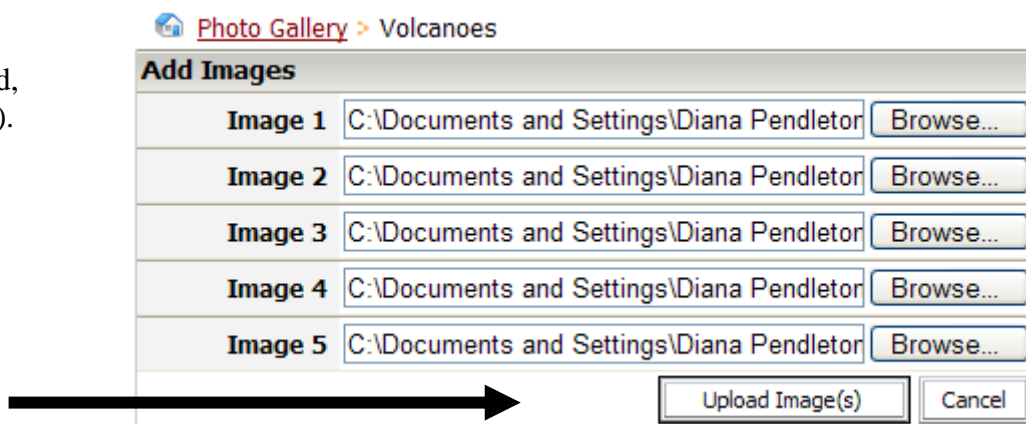 Photo Gallery > Volcanoes
d,
Add Images
).
Image 1 C:\Documents and Settings\Diana Pendleton Browse...
Image 2 C:\Documents and Settings\Diana Pendleton Browse...
Image 3 C:\Documents and Settings\Diana Pendleton Browse...
Image 4 C:\Documents and Settings\Diana Pendleton Browse...
Image 5 C:\Documents and Settings\Diana Pendleton Browse...
Upload Image(s) Cancel